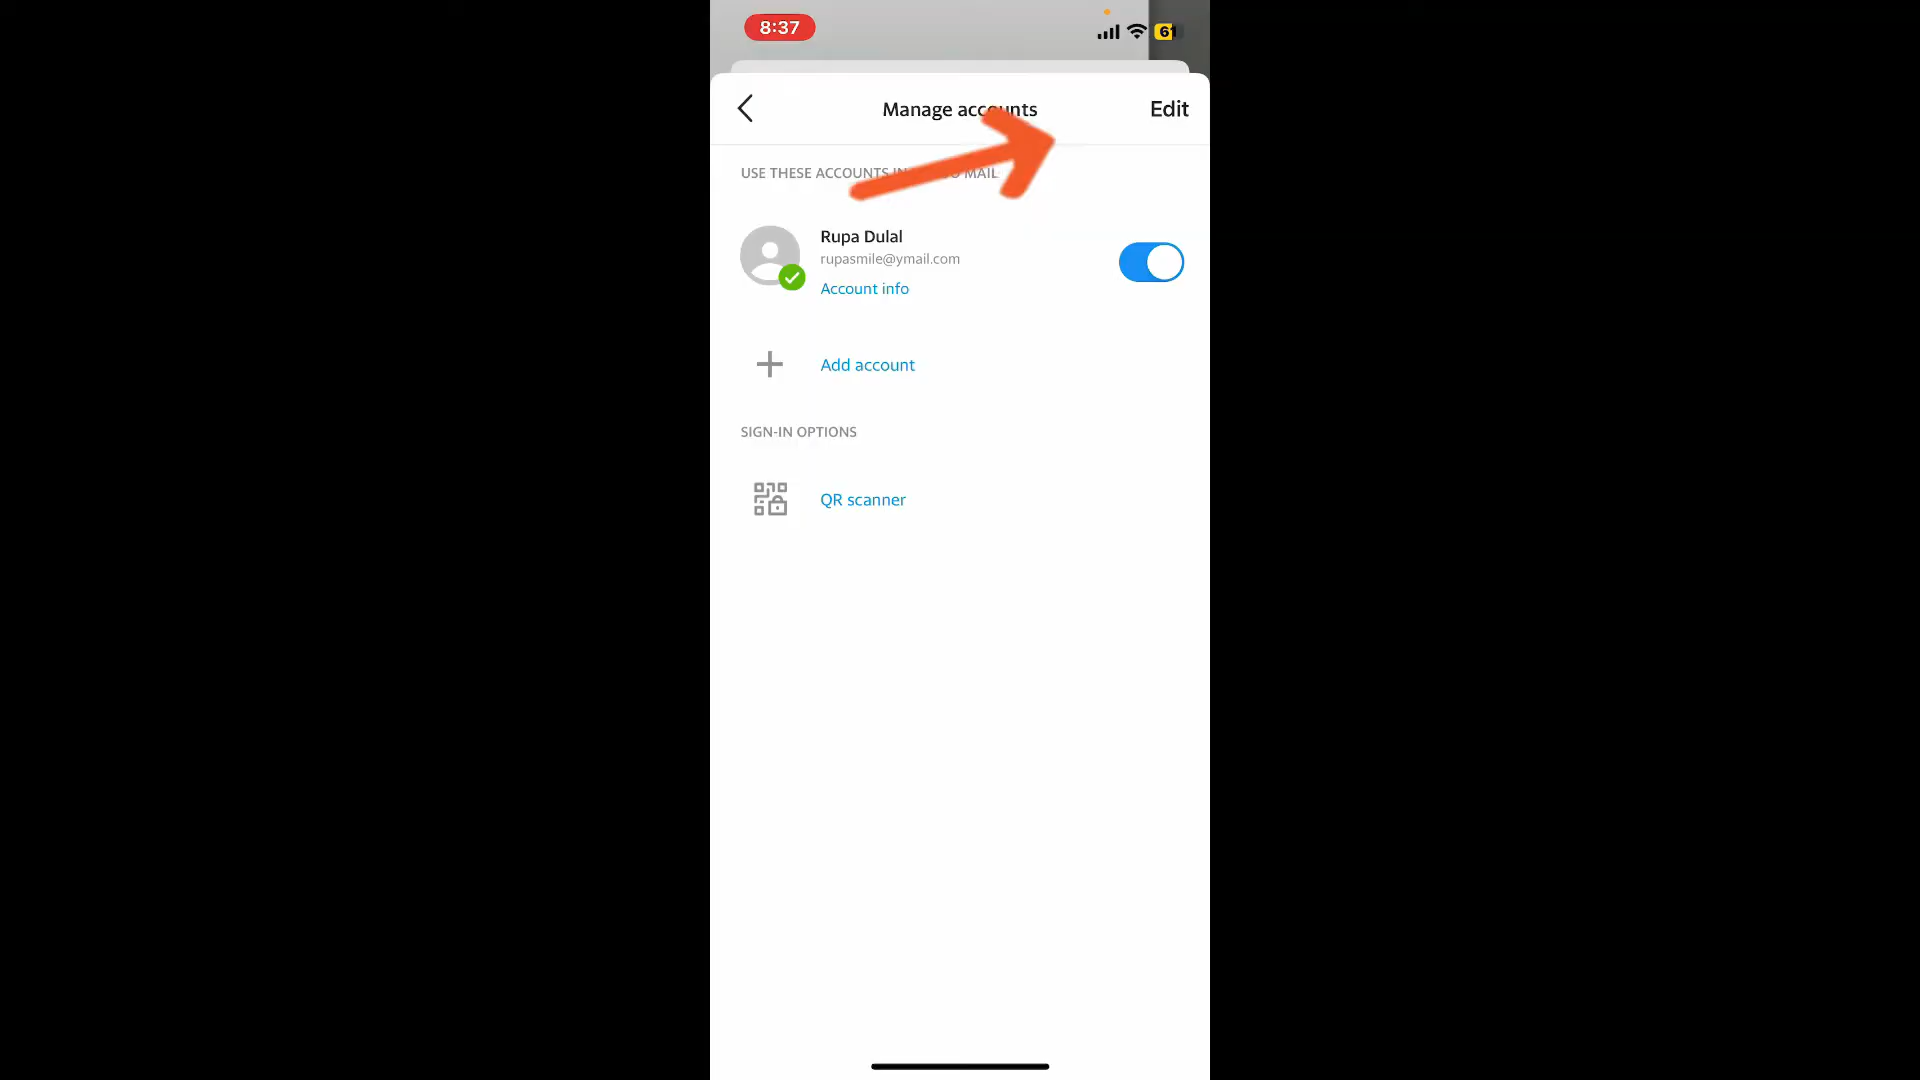 8:37
61
Manage accounts
Edit
USE THESE ACCOUNTS IN YAHOO MAIL
Rupa Dulal
rupasmile@ymail.com
Account info
Add account
SIGN-IN OPTIONS
QR scanner